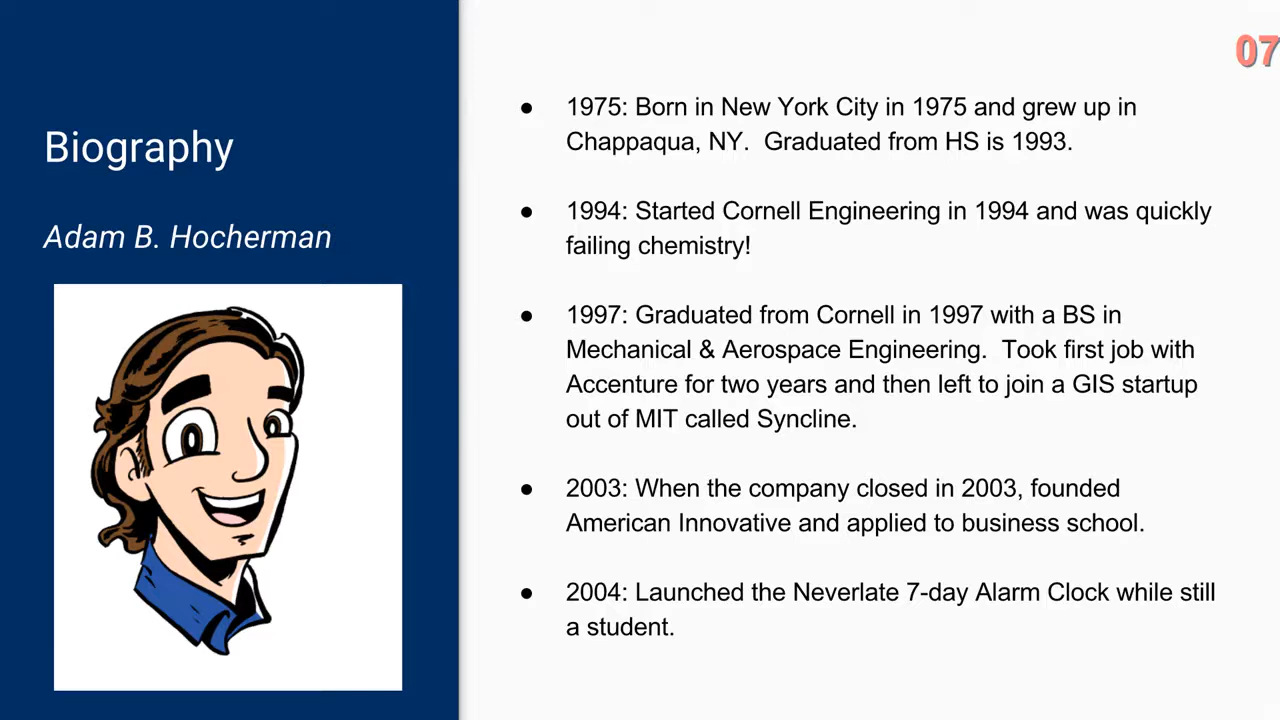 07
Biography
Adam B. Hocherman
● 1975: Born in New York City in 1975 and grew up in
Chappaqua, NY.  Graduated from HS is 1993.
● 1994: Started Cornell Engineering in 1994 and was quickly
failing chemistry!
● 1997: Graduated from Cornell in 1997 with a BS in
Mechanical & Aerospace Engineering.  Took first job with
Accenture for two years and then left to join a GIS startup
out of MIT called Syncline.
● 2003: When the company closed in 2003, founded
American Innovative and applied to business school.
● 2004: Launched the Neverlate 7-day Alarm Clock while still
a student.